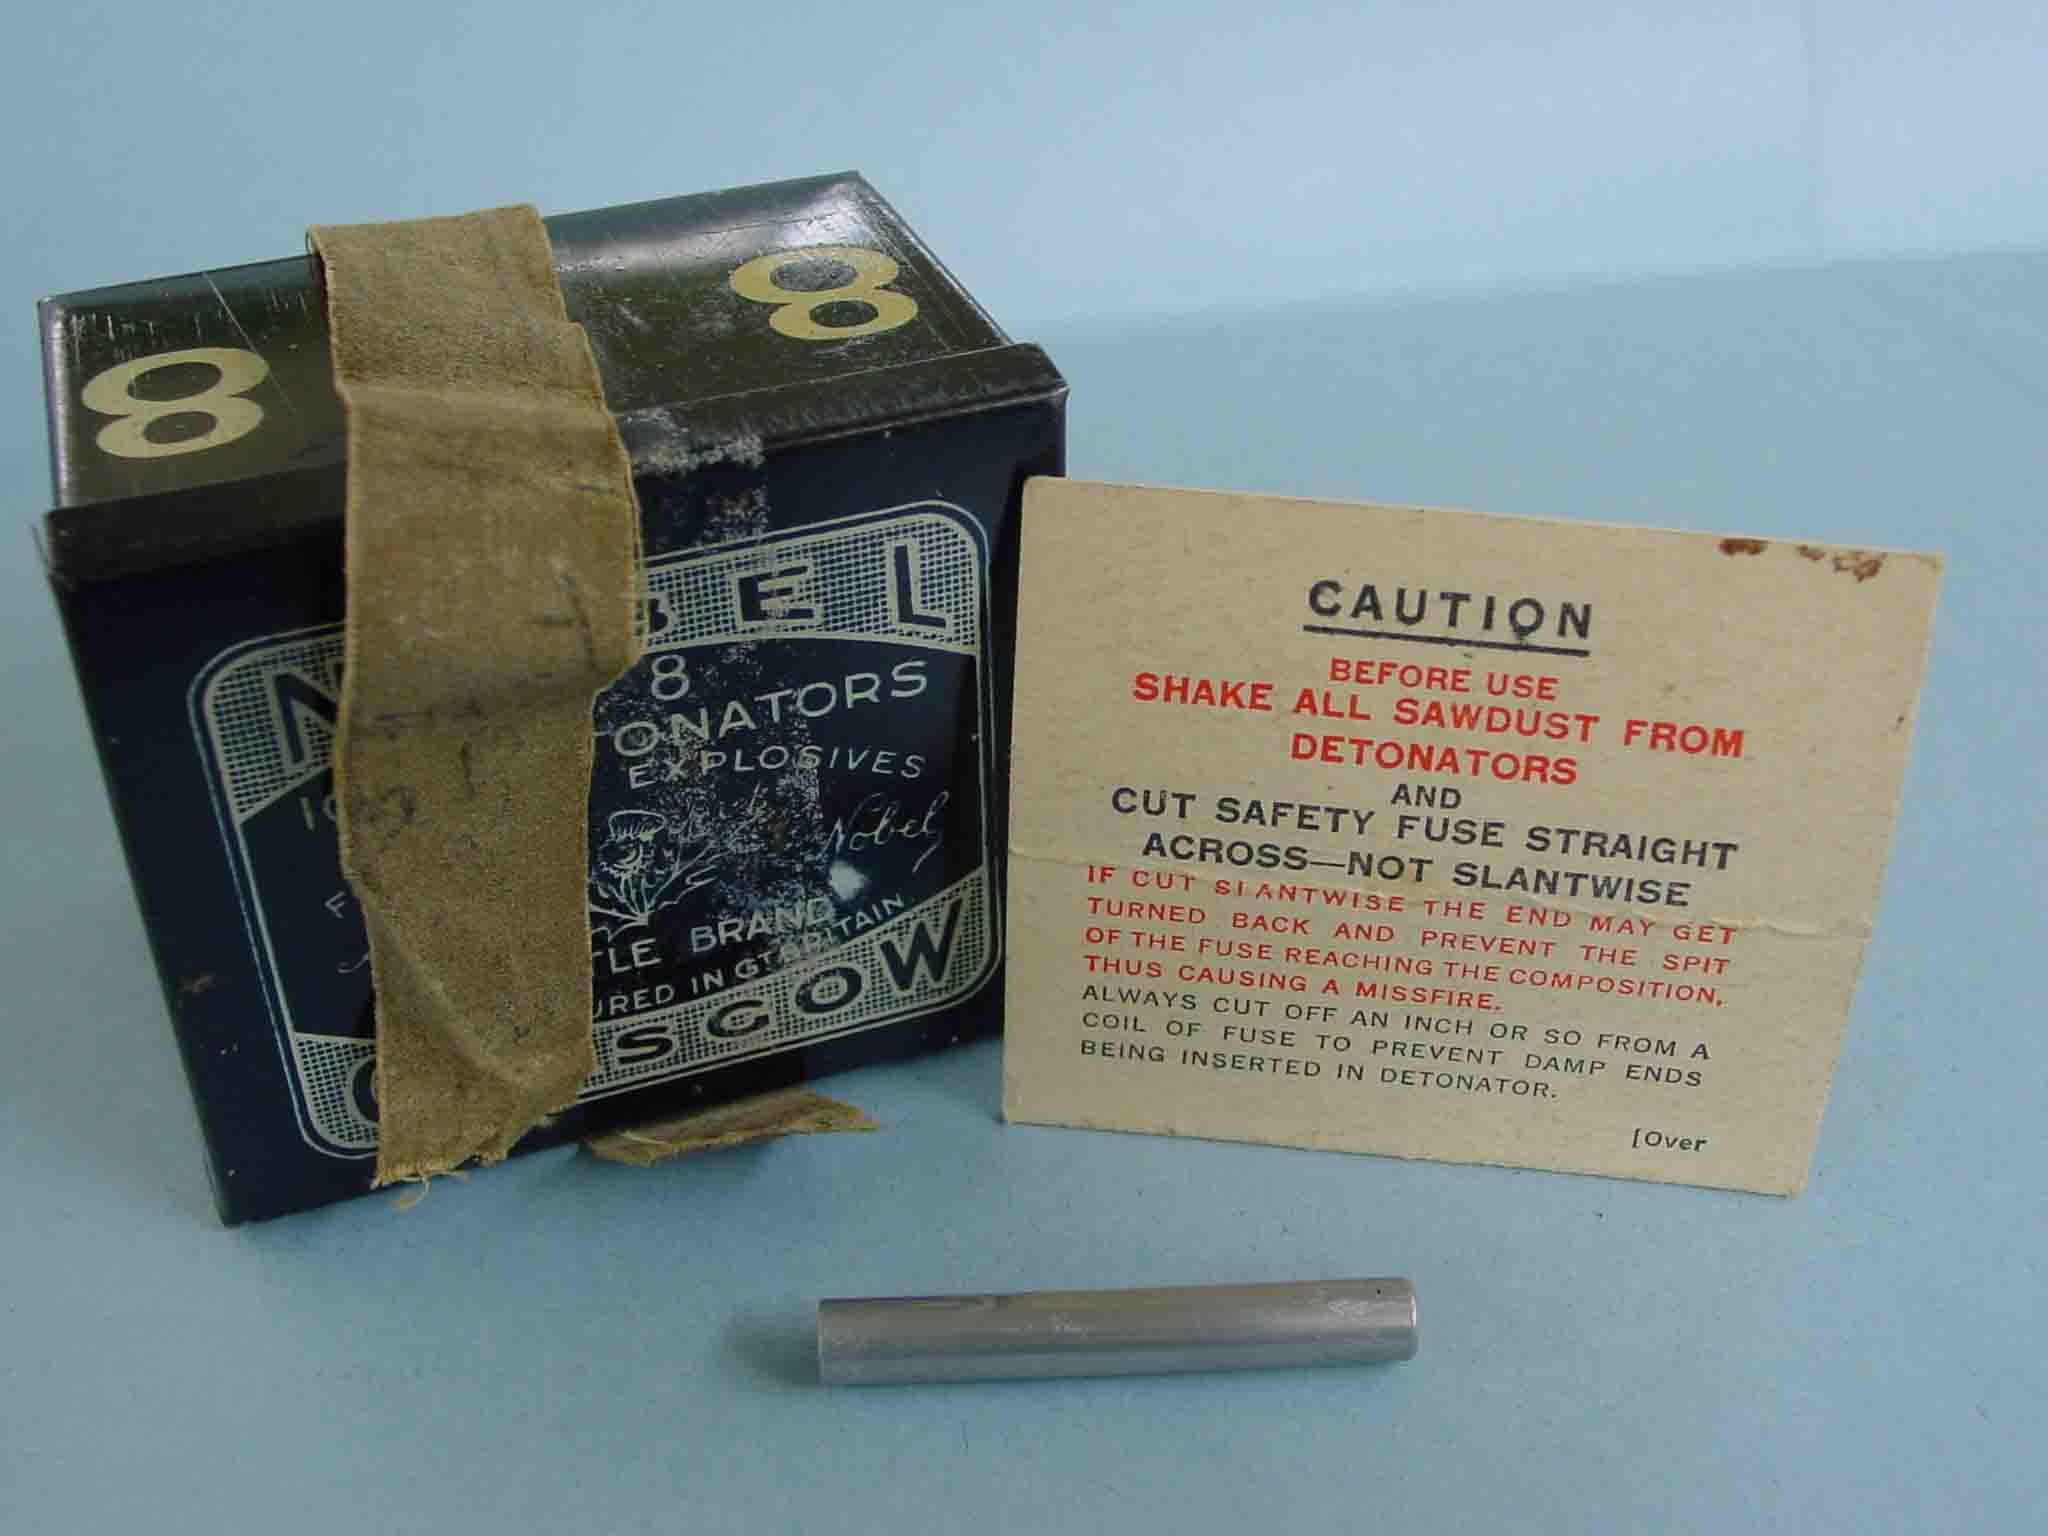 8 8
BEL
8
ONATORS
EXPLOSIVES
Nobel
TLE BRAND
URED IN GT. BRITAIN
SGOW
CAUTION
BEFORE USE
SHAKE ALL SAWDUST FROM
DETONATORS
AND
CUT SAFETY FUSE STRAIGHT
ACROSS—NOT SLANTWISE
IF CUT SLANTWISE THE END MAY GET
TURNED BACK AND PREVENT THE SPIT
OF THE FUSE REACHING THE COMPOSITION,
THUS CAUSING A MISSFIRE.
ALWAYS CUT OFF AN INCH OR SO FROM A
COIL OF FUSE TO PREVENT DAMP ENDS
BEING INSERTED IN DETONATOR.
[Over